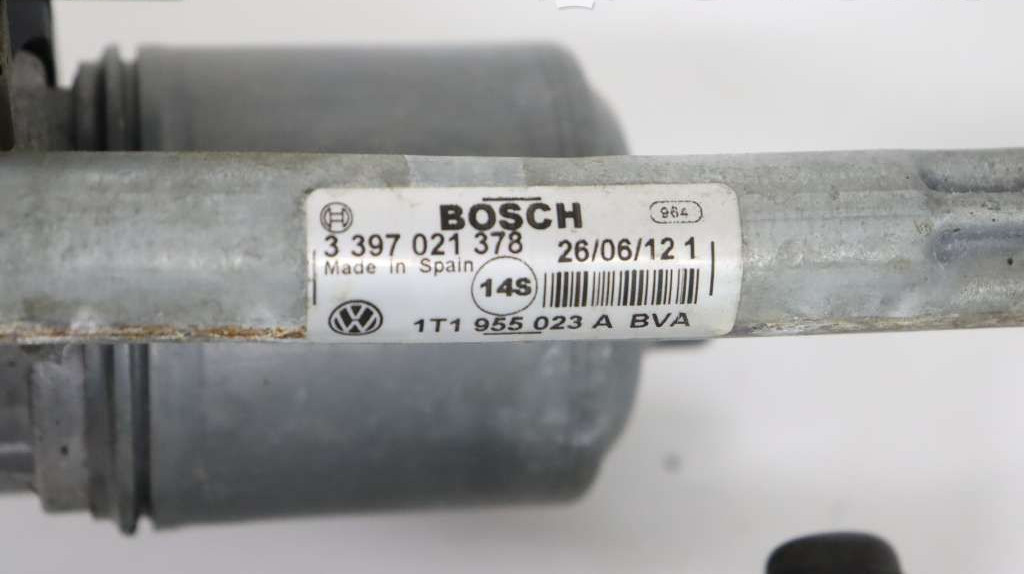 BOSCH 964
3 397 021 378 26/06/12 1
Made in Spain
14S
1T1 955 023 A BVA